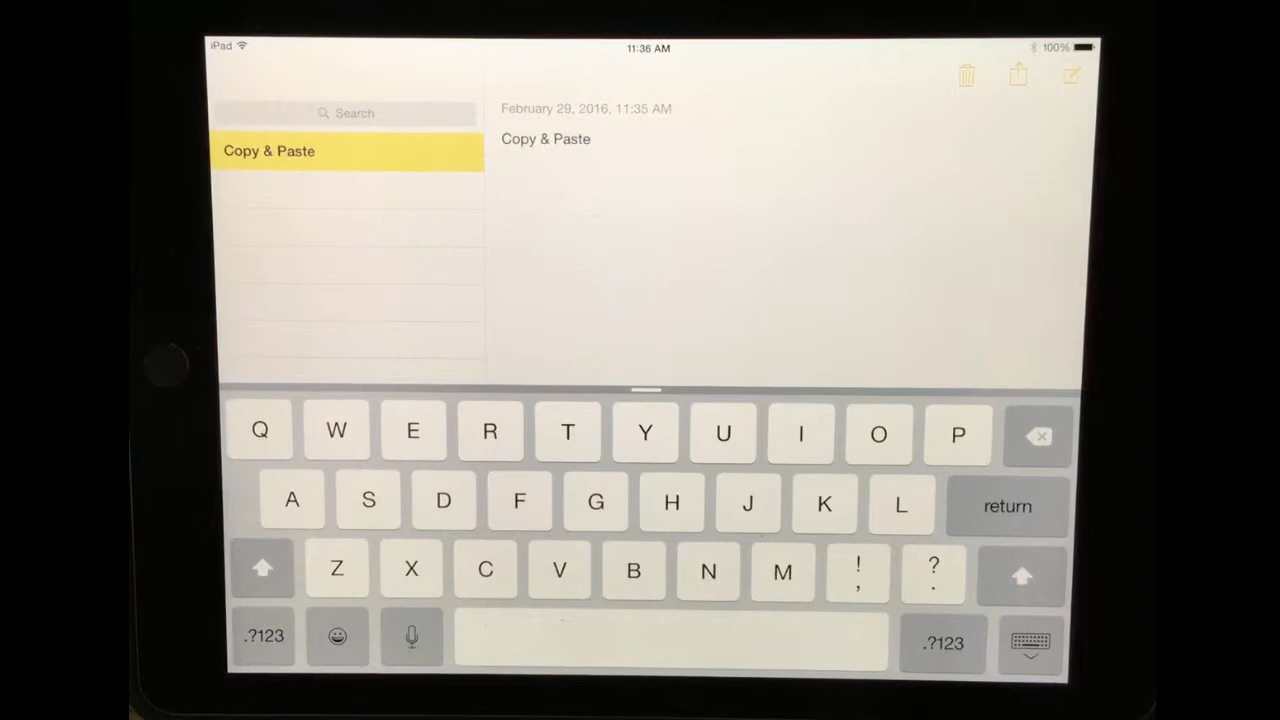 iPad
11:36 AM
100%
Search
February 29, 2016, 11:35 AM
Copy & Paste
Copy & Paste
Q W E R T Y U I O P
A S D F G H J K L return
Z X C V B N M ! , ? .
.?123 .?123